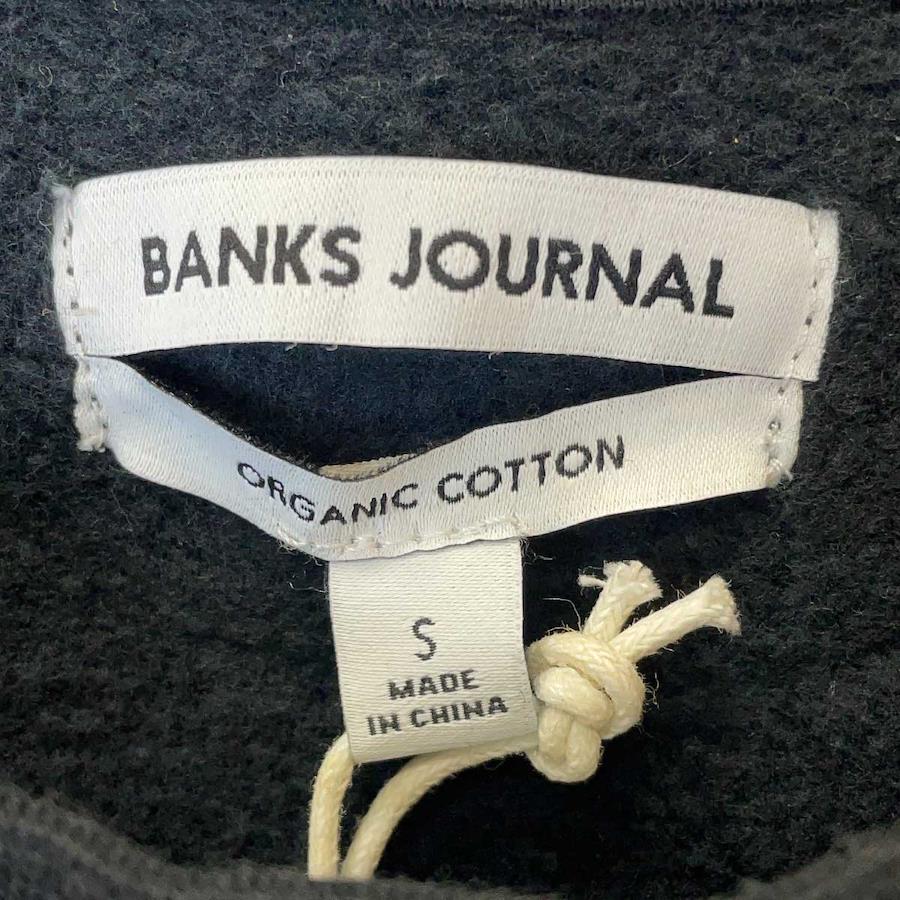 BANKS JOURNAL
ORGANIC COTTON
S
MADE
IN CHINA